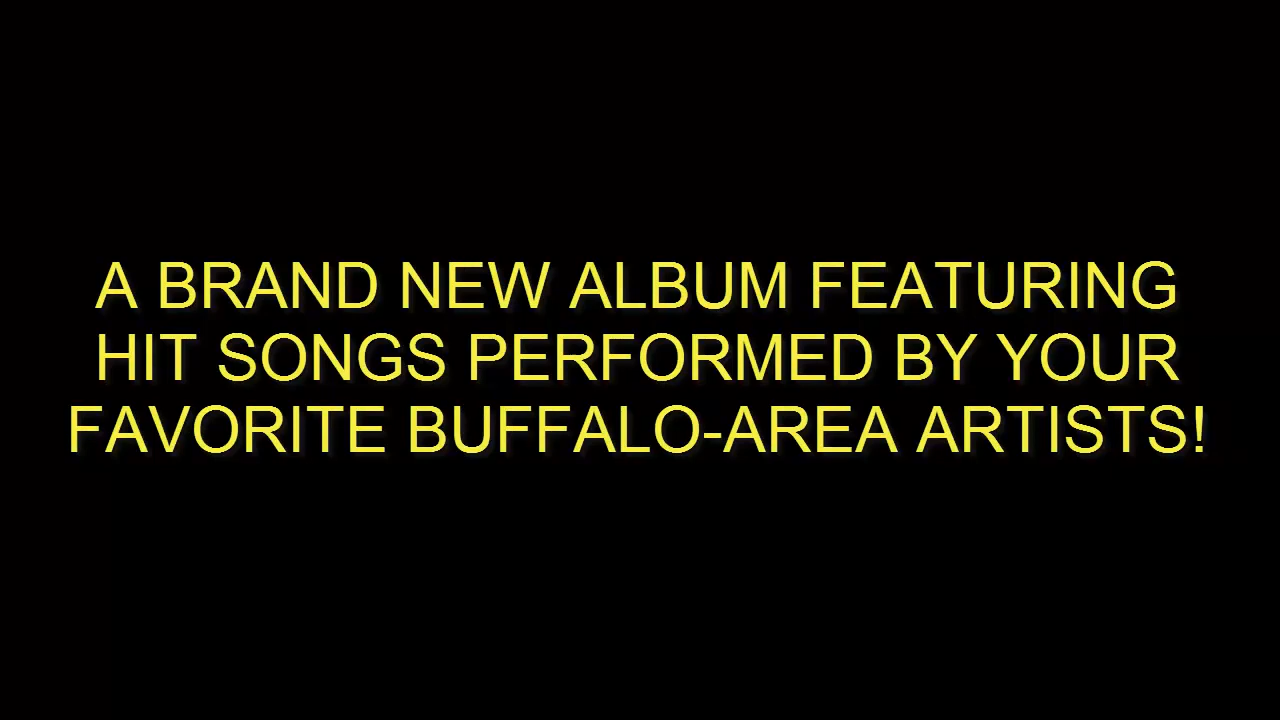 A BRAND NEW ALBUM FEATURING
HIT SONGS PERFORMED BY YOUR
FAVORITE BUFFALO-AREA ARTISTS!